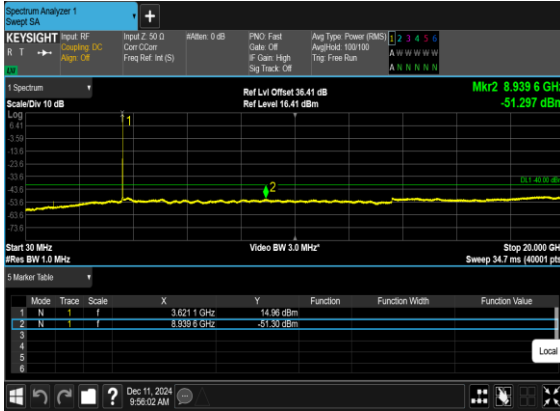 Spectrum Analyzer 1
Swept SA
+
KEYSIGHT
R T
Input: RF
Coupling: DC
Align: Off
Input Z: 50 Ω
Corr CCorr
Freq Ref: Int (S)
#Atten: 0 dB
PNO: Fast
Gate: Off
IF Gain: High
Sig Track: Off
Avg Type: Power (RMS)
Avg|Hold: 100/100
Trig: Free Run
1 2 3 4 5 6
A W W W W W
A N N N N N
1 Spectrum
Scale/Div 10 dB
Ref Lvl Offset 36.41 dB
Ref Level 16.41 dBm
Mkr2 8.939 6 GHz
-51.297 dBm
Log
6.41
-3.59
-13.6
-23.6
-33.6
-43.6
-53.6
-63.6
-73.6
1
2
DL1 -40.00 dBm
Start 30 MHz
#Res BW 1.0 MHz
Video BW 3.0 MHz*
Stop 20.000 GH
Sweep 34.7 ms (40001 pts
5 Marker Table
Mode Trace Scale X Y Function Function Width Function Value
1 N 1 f 3.621 1 GHz 14.96 dBm
2 N 1 f 8.939 6 GHz -51.30 dBm
3
4
5
6
Local
?
Dec 11, 2024
9:56:02 AM